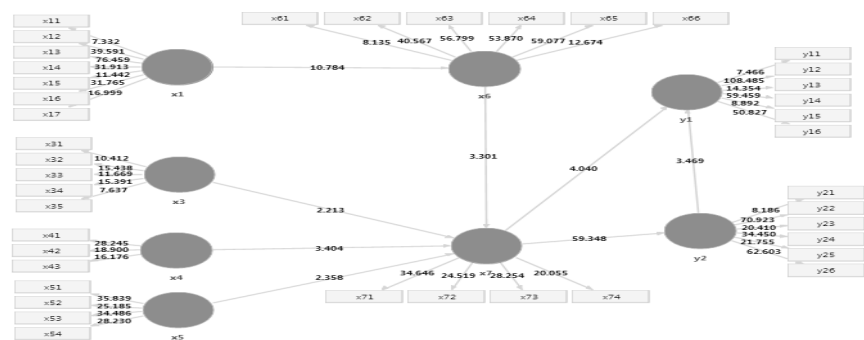 x11
x12
x13
x14
x15
x16
x17
7.332
39.591
76.459
31.913
11.442
31.765
16.999
x1
10.784
x61
x62
x63
x64
x65
x66
8.135
40.567
56.799
53.870
59.077
12.674
x6
3.301
x31
x32
x33
x34
x35
10.412
15.438
11.669
15.391
7.637
x3
2.213
x41
x42
x43
28.245
18.900
16.176
x4
3.404
x51
x52
x53
x54
35.839
25.185
34.486
28.230
x5
2.358
x7
34.646
24.519
28.254
20.055
x71
x72
x73
x74
4.040
59.348
y1
7.466
108.485
14.354
59.459
8.892
50.827
y11
y12
y13
y14
y15
y16
3.469
y2
8.186
70.923
20.410
34.450
21.755
62.603
y21
y22
y23
y24
y25
y26